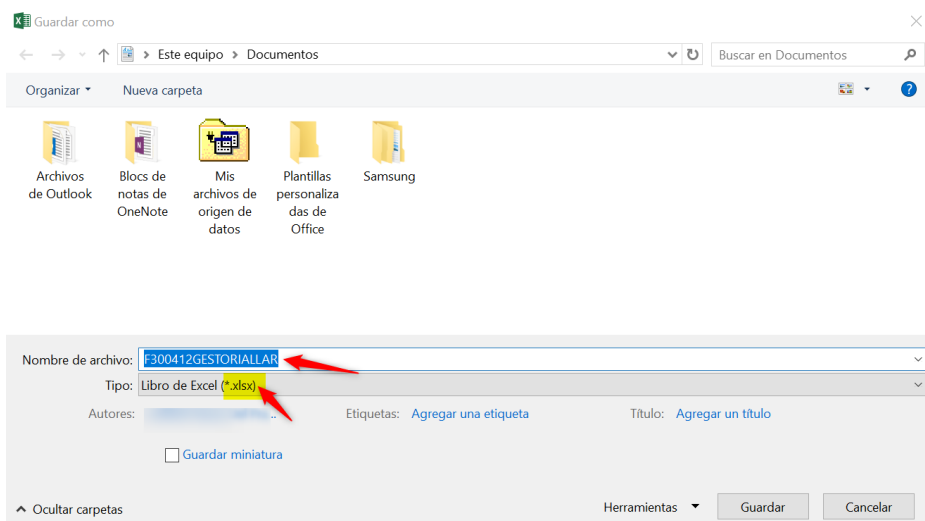 Guardar como
Este equipo > Documentos
Buscar en Documentos
Organizar
Nueva carpeta
Archivos de Outlook
Blocs de notas de OneNote
Mis archivos de origen de datos
Plantillas personaliza das de Office
Samsung
Nombre de archivo: F300412GESTORIALLAR
Tipo: Libro de Excel (*.xlsx)
Autores:
Etiquetas: Agregar una etiqueta
Título: Agregar un título
Guardar miniatura
Ocultar carpetas
Herramientas
Guardar
Cancelar